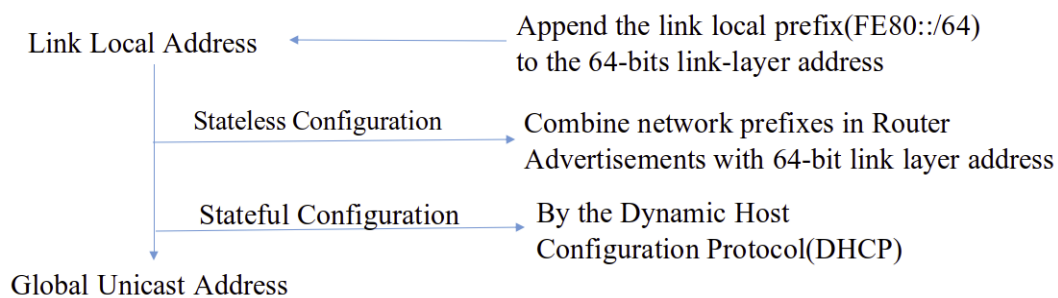 Link Local Address
Append the link local prefix(FE80::/64)
to the 64-bits link-layer address
Stateless Configuration
Combine network prefixes in Router
Advertisements with 64-bit link layer address
Stateful Configuration
By the Dynamic Host
Configuration Protocol(DHCP)
Global Unicast Address